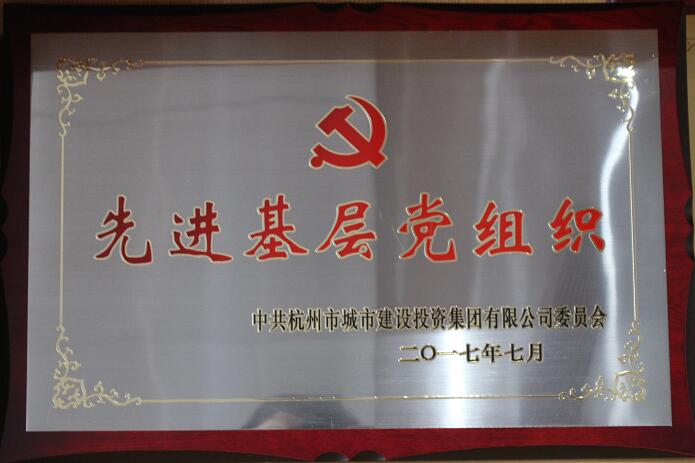 先进基层党组织
中共杭州市城市建设投资集团有限公司委员会
二〇一七年七月